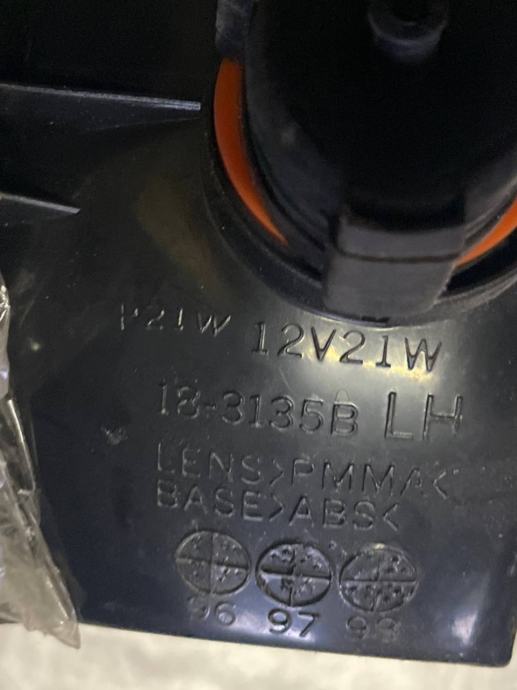 P21W 12V21W
18-3135B LH
LENS>PMMA<
BASE>ABS<
96 97 98